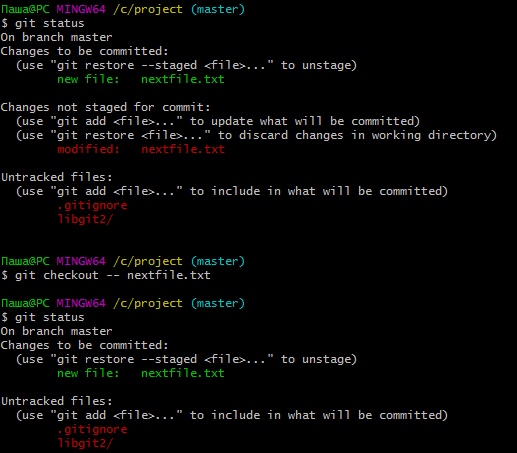 Паша@PC MINGW64 /c/project (master)
$ git status
On branch master
Changes to be committed:
  (use "git restore --staged <file>..." to unstage)
        new file:   nextfile.txt

Changes not staged for commit:
  (use "git add <file>..." to update what will be committed)
  (use "git restore <file>..." to discard changes in working directory)
        modified:   nextfile.txt

Untracked files:
  (use "git add <file>..." to include in what will be committed)
        .gitignore
        libgit2/

Паша@PC MINGW64 /c/project (master)
$ git checkout -- nextfile.txt

Паша@PC MINGW64 /c/project (master)
$ git status
On branch master
Changes to be committed:
  (use "git restore --staged <file>..." to unstage)
        new file:   nextfile.txt

Untracked files:
  (use "git add <file>..." to include in what will be committed)
        .gitignore
        libgit2/